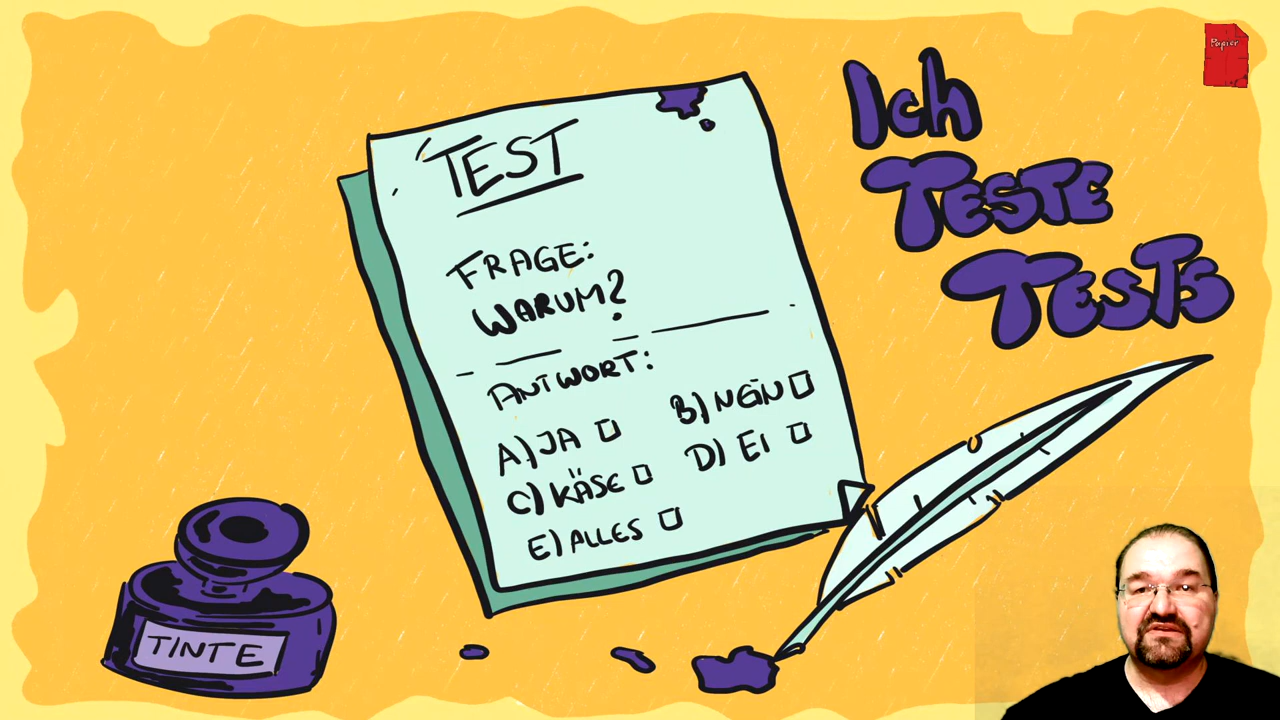 TEST
FRAGE:
WARUM?
ANTWORT:
A) JA
B) NEIN
C) KÄSE
D) EI
E) ALLES
Ich
TESTE
TESTS
Papier
TINTE